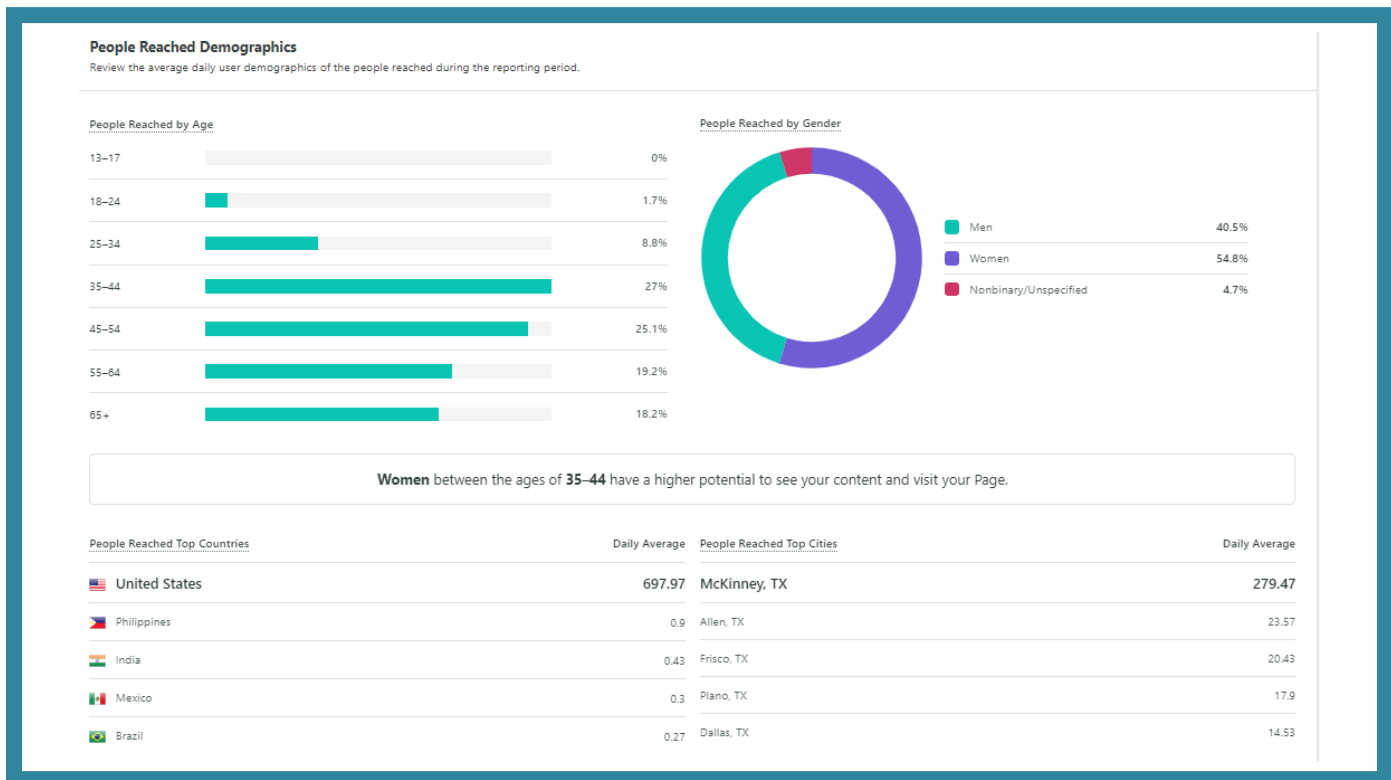 People Reached Demographics
Review the average daily user demographics of the people reached during the reporting period.
People Reached by Age
13–17 0%
18–24 1.7%
25–34 8.8%
35–44 27%
45–54 25.1%
55–64 19.2%
65+ 18.2%
People Reached by Gender
Men 40.5%
Women 54.8%
Nonbinary/Unspecified 4.7%
Women between the ages of 35–44 have a higher potential to see your content and visit your Page.
People Reached Top Countries Daily Average
United States 697.97
Philippines 0.9
India 0.43
Mexico 0.3
Brazil 0.27
People Reached Top Cities Daily Average
McKinney, TX 279.47
Allen, TX 23.57
Frisco, TX 20.43
Plano, TX 17.9
Dallas, TX 14.53